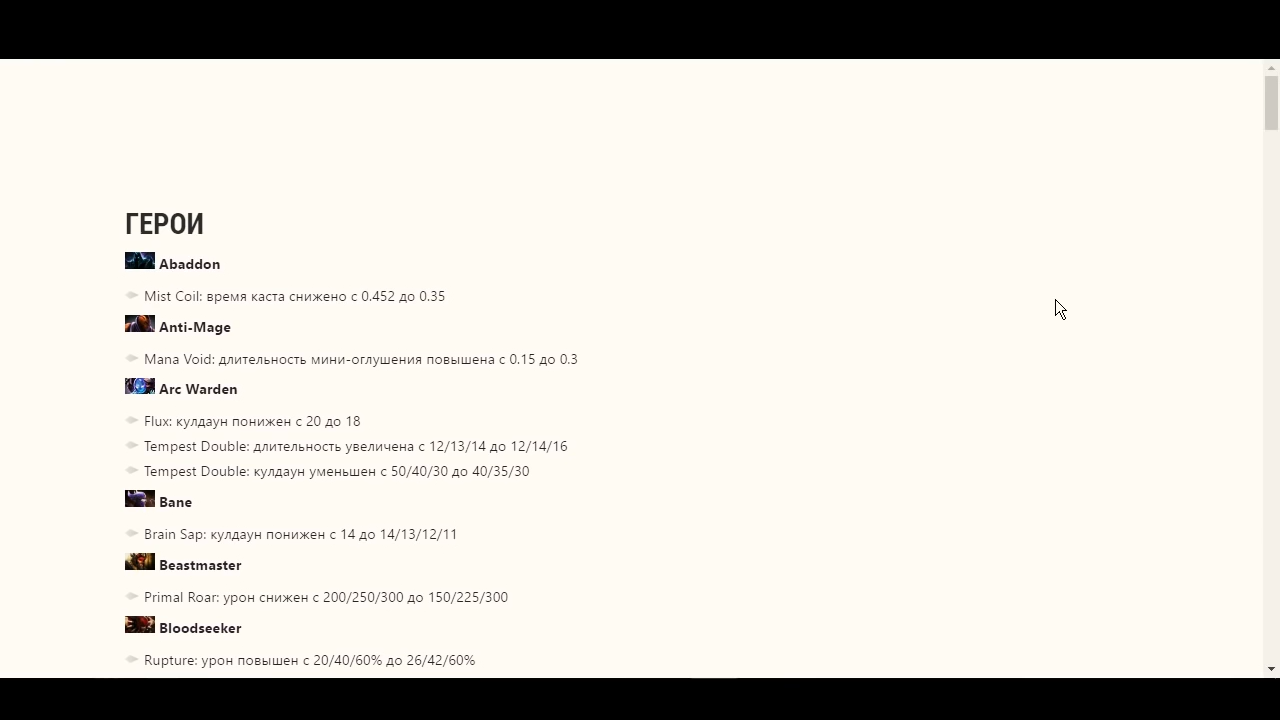 ГЕРОИ
Abaddon
Mist Coil: время каста снижено с 0.452 до 0.35
Anti-Mage
Mana Void: длительность мини-оглушения повышена с 0.15 до 0.3
Arc Warden
Flux: кулдаун понижен с 20 до 18
Tempest Double: длительность увеличена с 12/13/14 до 12/14/16
Tempest Double: кулдаун уменьшен с 50/40/30 до 40/35/30
Bane
Brain Sap: кулдаун понижен с 14 до 14/13/12/11
Beastmaster
Primal Roar: урон снижен с 200/250/300 до 150/225/300
Bloodseeker
Rupture: урон повышен с 20/40/60% до 26/42/60%